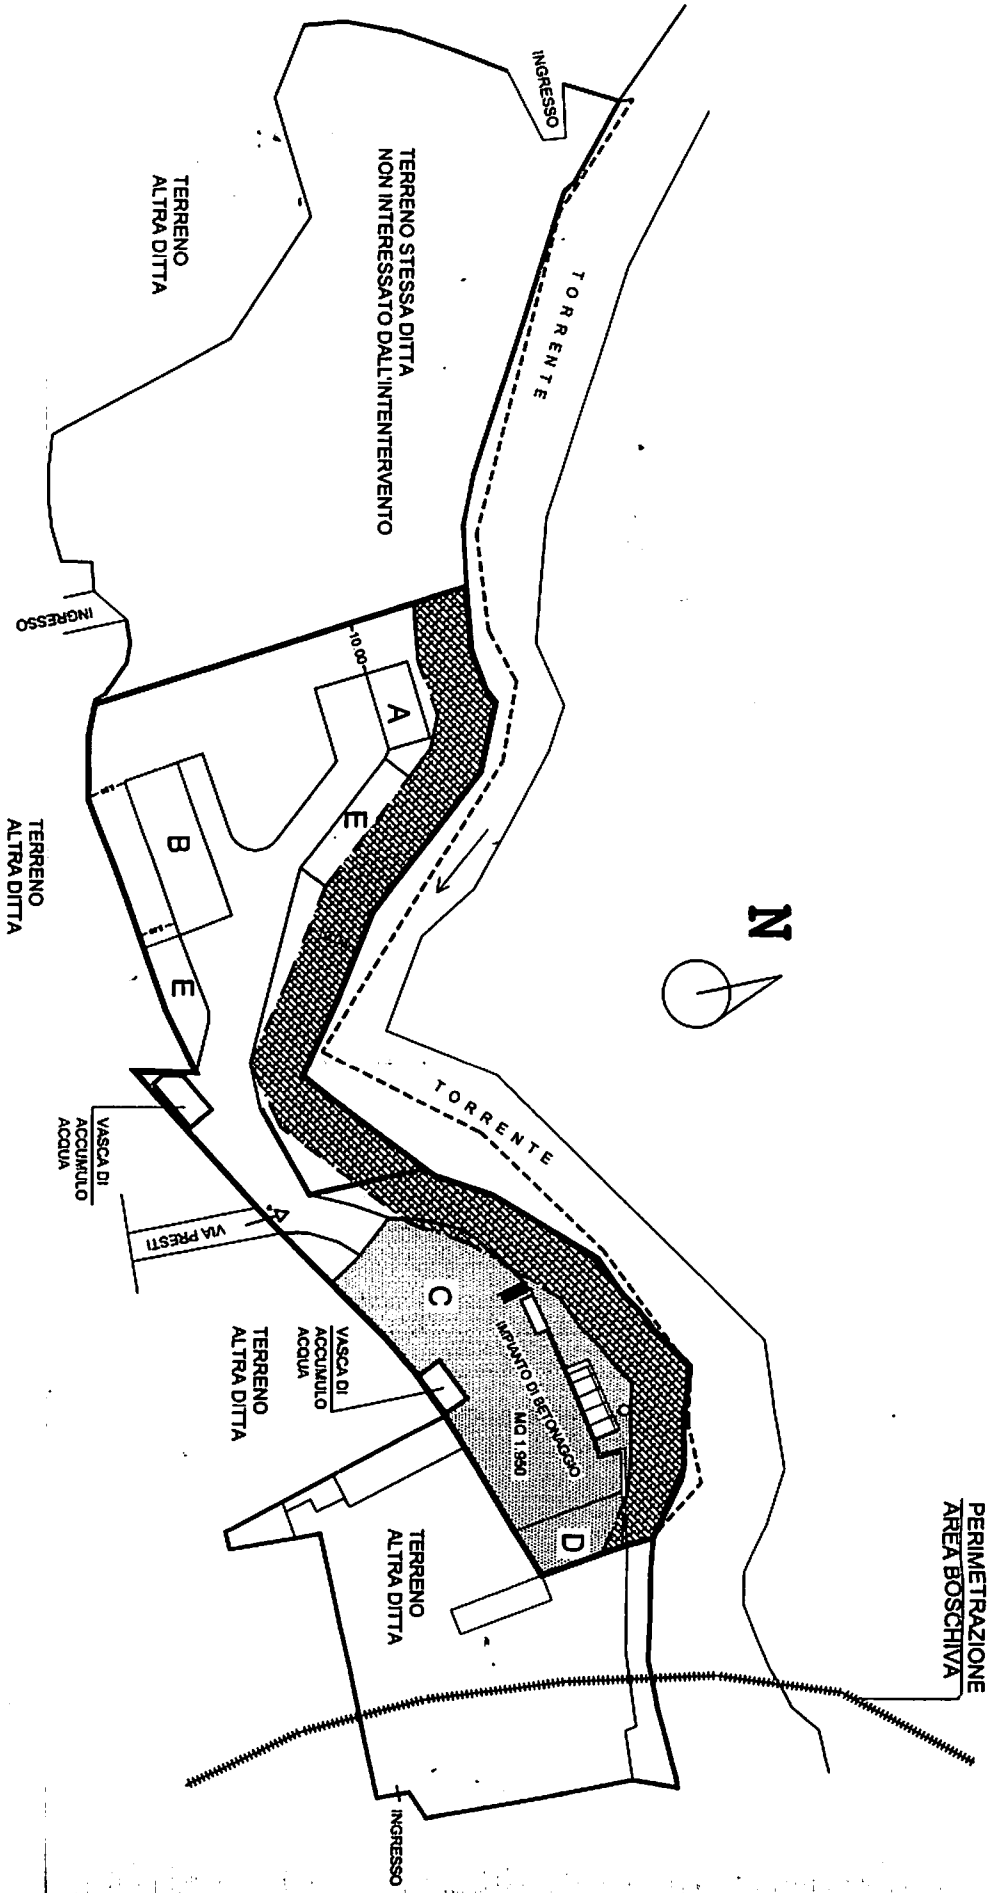 INGRESSO
TORRENTE
TERRENO STESSA DITTA
NON INTERESSATO DALL'INTENTERVENTO
TERRENO
ALTRA DITTA
INGRESSO
10.00
A
E
B
E
TERRENO
ALTRA DITTA
N
TORRENTE
VASCA DI
ACCUMULO
ACQUA
VIA PRESTI
C
IMPIANTO DI BETONAGGIO
MQ 1.950
D
VASCA DI
ACCUMULO
ACQUA
TERRENO
ALTRA DITTA
TERRENO
ALTRA DITTA
PERIMETRAZIONE
AREA BOSCHIVA
INGRESSO